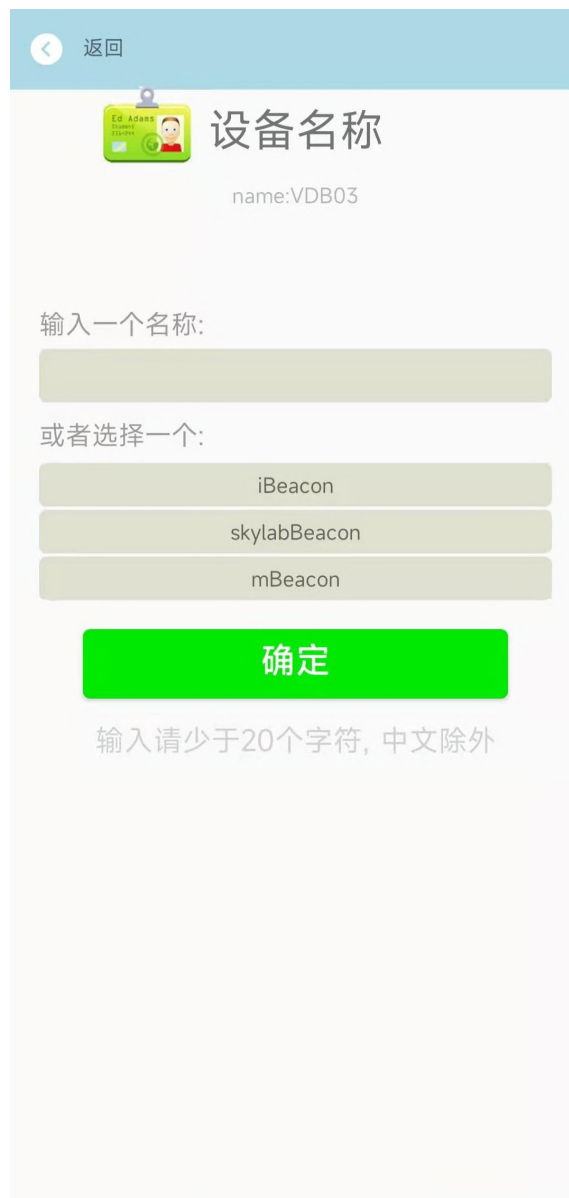 返回
Ed Adams
Student
设备名称
name:VDB03
输入一个名称:
或者选择一个:
iBeacon
skylabBeacon
mBeacon
确定
输入请少于20个字符, 中文除外